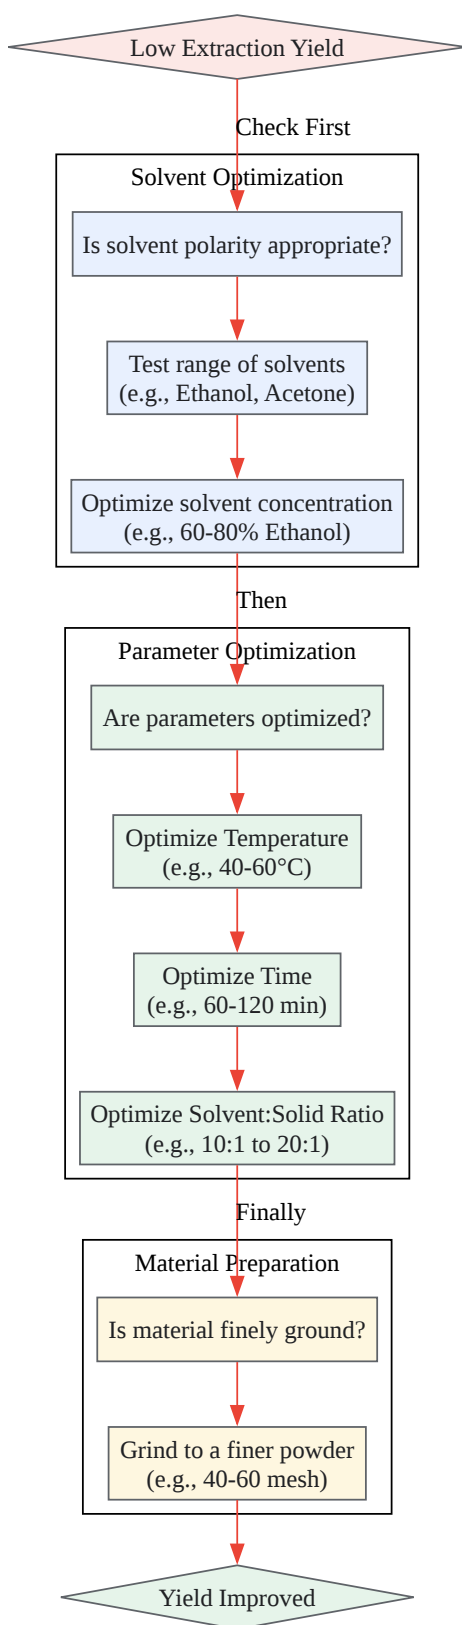 Low Extraction Yield
Check First
Solvent Optimization
Is solvent polarity appropriate?
Test range of solvents
(e.g., Ethanol, Acetone)
Optimize solvent concentration
(e.g., 60-80% Ethanol)
Then
Parameter Optimization
Are parameters optimized?
Optimize Temperature
(e.g., 40-60°C)
Optimize Time
(e.g., 60-120 min)
Optimize Solvent:Solid Ratio
(e.g., 10:1 to 20:1)
Finally
Material Preparation
Is material finely ground?
Grind to a finer powder
(e.g., 40-60 mesh)
Yield Improved